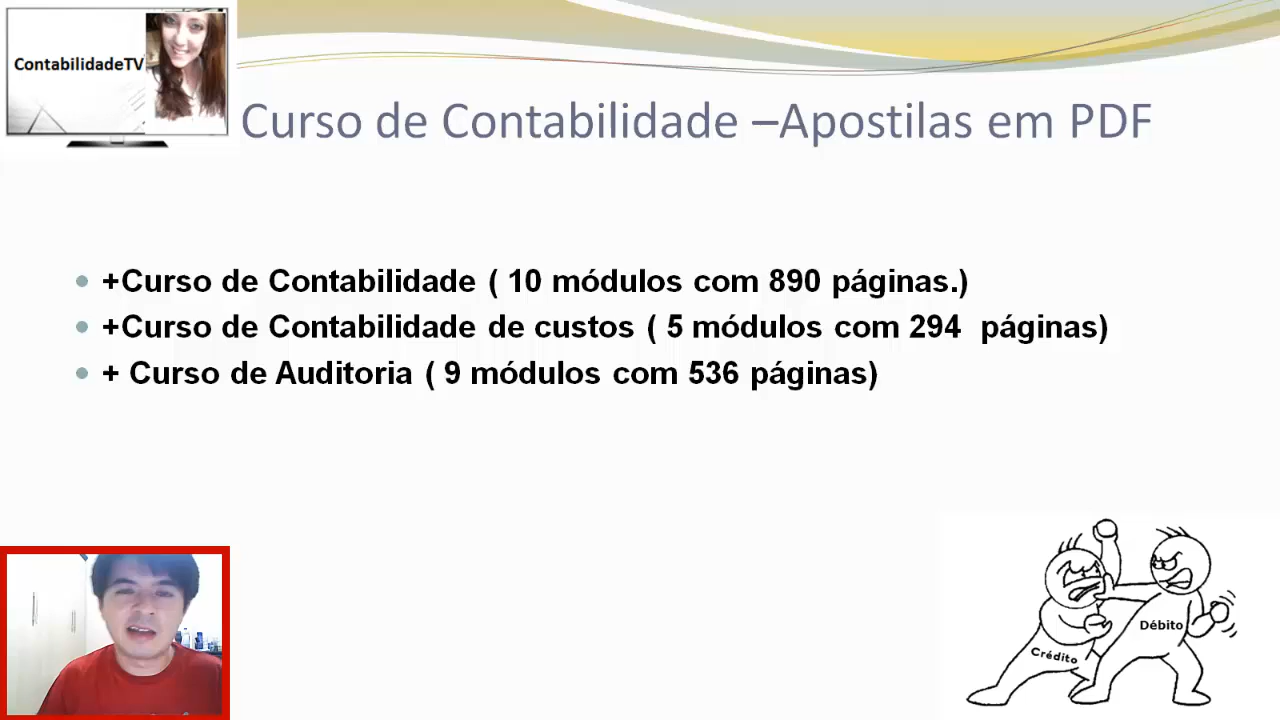 ContabilidadeTV
Curso de Contabilidade –Apostilas em PDF
+Curso de Contabilidade ( 10 módulos com 890 páginas.)
+Curso de Contabilidade de custos ( 5 módulos com 294 páginas)
+ Curso de Auditoria ( 9 módulos com 536 páginas)
Débito
Crédito